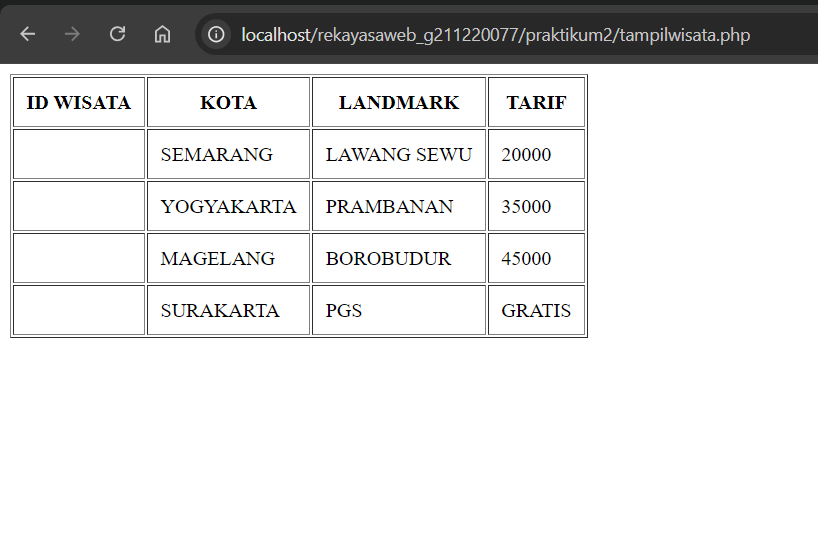 localhost/rekayasaweb_g211220077/praktikum2/tampilwisata.php
ID WISATA KOTA LANDMARK TARIF
SEMARANG LAWANG SEWU 20000
YOGYAKARTA PRAMBANAN 35000
MAGELANG BOROBUDUR 45000
SURAKARTA PGS GRATIS